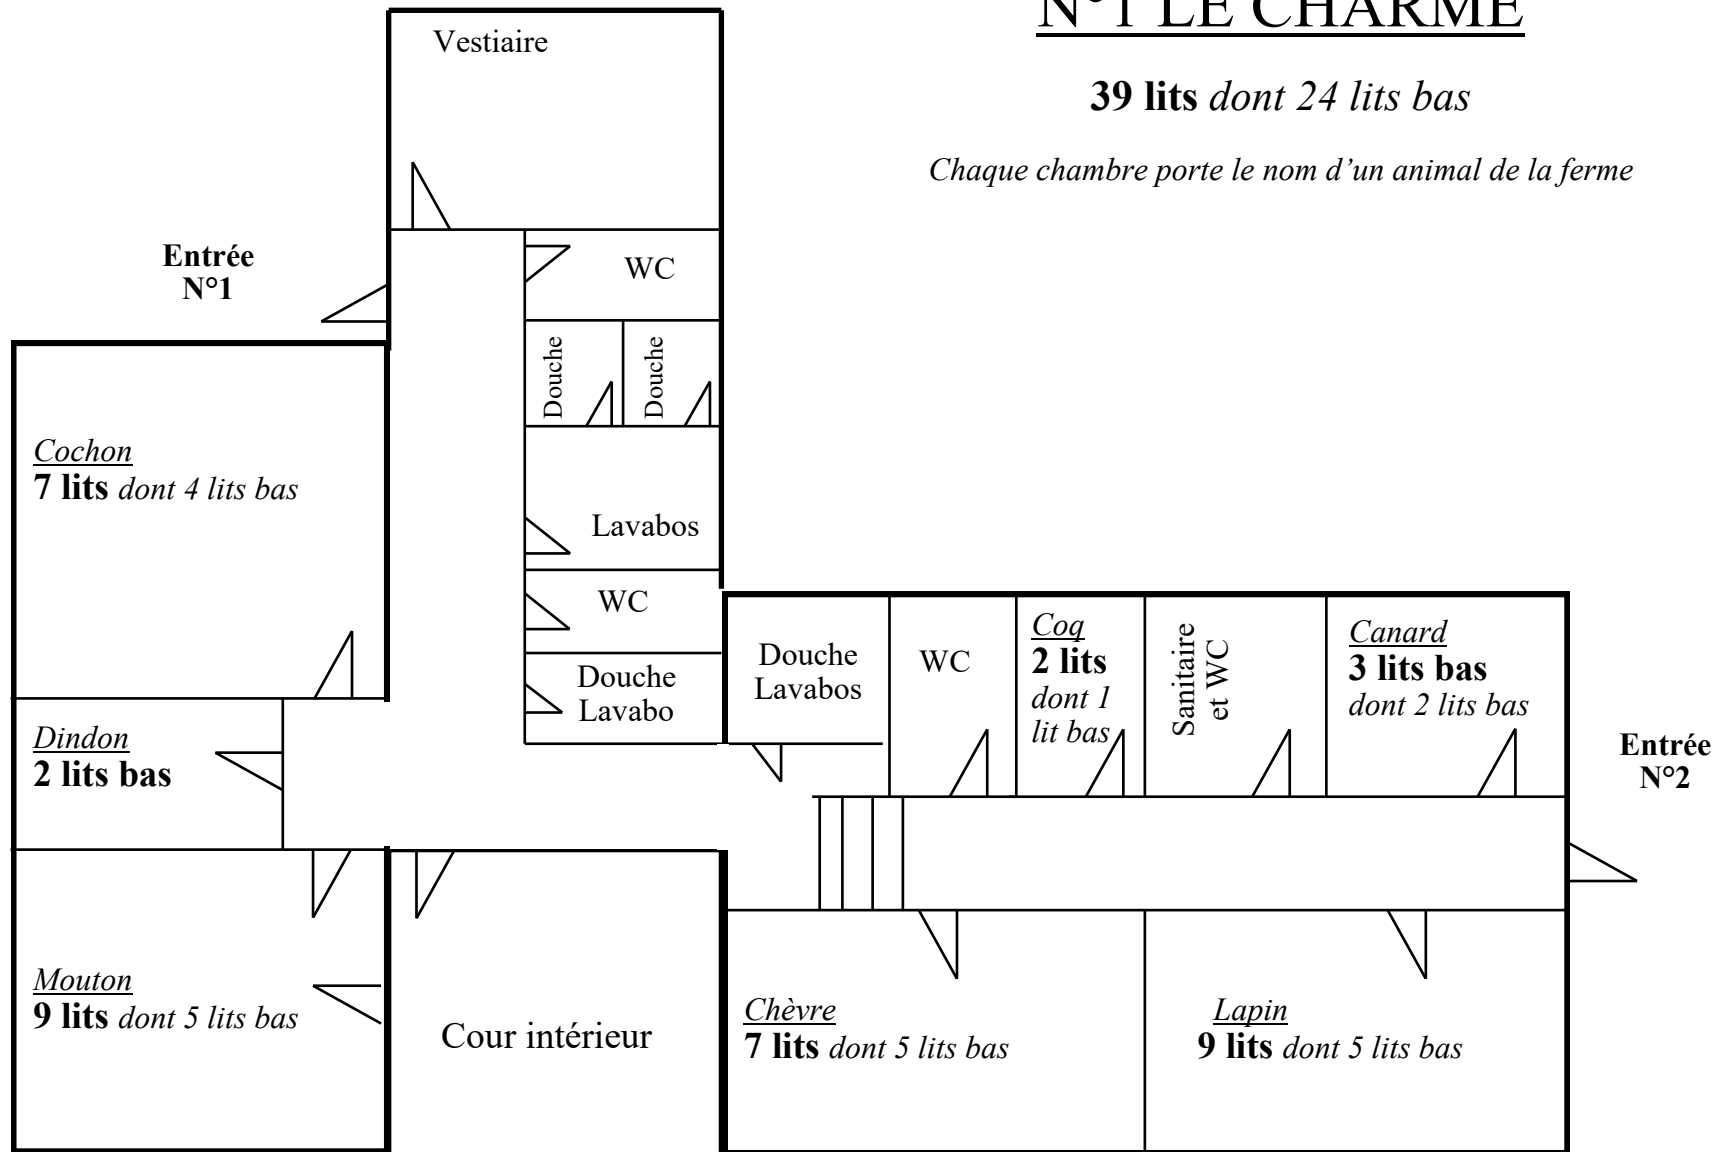 N°1 LE CHARME
39 lits dont 24 lits bas
Chaque chambre porte le nom d’un animal de la ferme
Vestiaire
Entrée
N°1
WC
Douche
Douche
Cochon
7 lits dont 4 lits bas
Lavabos
WC
Douche
Lavabo
Douche
Lavabos
WC
Coq
2 lits
dont 1
lit bas
Sanitaire
et WC
Canard
3 lits bas
dont 2 lits bas
Entrée
N°2
Dindon
2 lits bas
Mouton
9 lits dont 5 lits bas
Cour intérieur
Chèvre
7 lits dont 5 lits bas
Lapin
9 lits dont 5 lits bas